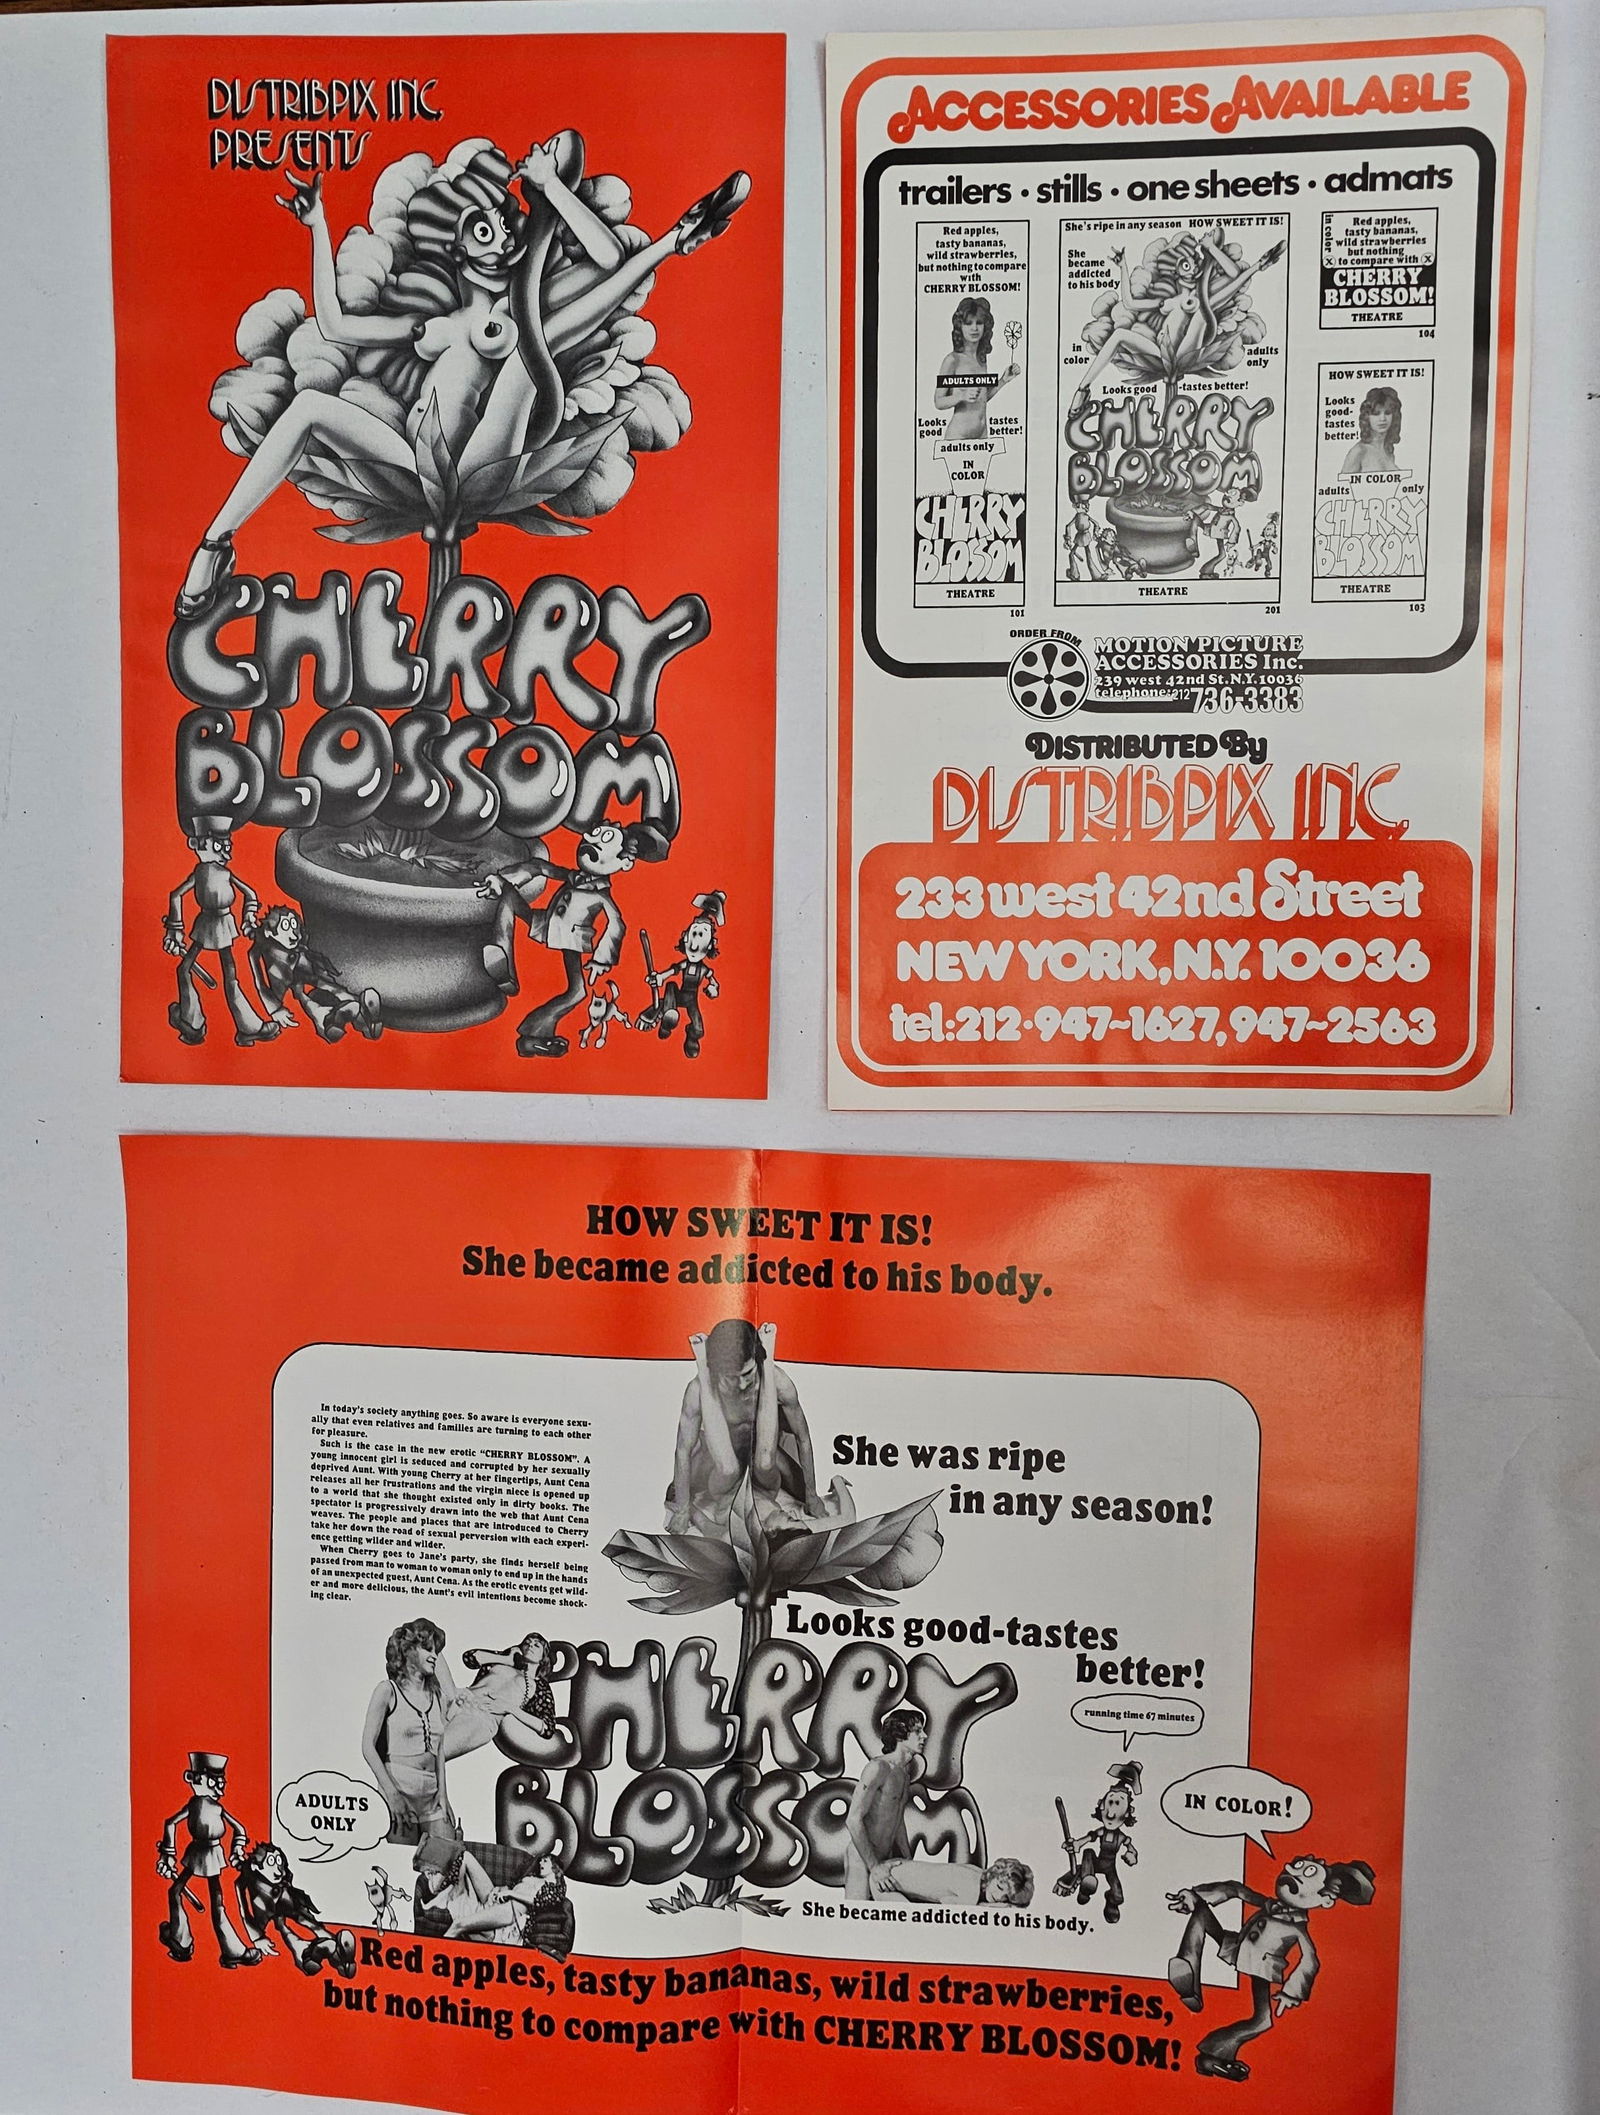 DISTRIBPIX INC.
PRESENTS
CHERRY
BLOSSOM
ACCESSORIES AVAILABLE
trailers • stills • one sheets • admats
Red apples,
tasty bananas,
wild strawberries,
but nothing to compare
with
CHERRY BLOSSOM!
ADULTS ONLY
Looks
good
tastes
better!
adults only
IN
COLOR
CHERRY
BLOSSOM
THEATRE
101
She's ripe in any season HOW SWEET IT IS!
She
became
addicted
to his body
in
color
adults
only
Looks good -tastes better!
CHERRY
BLOSSOM
THEATRE
201
in color
Red apples,
tasty bananas,
wild strawberries
but nothing
X to compare with X
CHERRY
BLOSSOM!
THEATRE
104
HOW SWEET IT IS!
Looks
good-
tastes
better!
IN COLOR
adults only
CHERRY
BLOSSOM
THEATRE
103
ORDER FROM
MOTION PICTURE
ACCESSORIES Inc.
239 west 42nd St. N.Y. 10036
telephone: 212 736-3383
DISTRIBUTED By
DISTRIBPIX INC.
233 west 42nd Street
NEW YORK, N.Y. 10036
tel: 212·947~1627, 947~2563
HOW SWEET IT IS!
She became addicted to his body.
In today's society anything goes. So aware is everyone sexu-
ally that even relatives and families are turning to each other
for pleasure.
Such is the case in the new erotic "CHERRY BLOSSOM". A
young innocent girl is seduced and corrupted by her sexually
deprived Aunt. With young Cherry at her fingertips, Aunt Cena
releases all her frustrations and the virgin niece is opened up
to a world that she thought existed only in dirty books. The
spectator is progressively drawn into the web that Aunt Cena
weaves. The people and places that are introduced to Cherry
take her down the road of sexual perversion with each experi-
ence getting wilder and wilder.
When Cherry goes to Jane's party, she finds herself being
passed from man to woman to woman only to end up in the hands
of an unexpected guest, Aunt Cena. As the erotic events get wild-
er and more delicious, the Aunt's evil intentions become shock-
ing clear.
She was ripe
in any season!
Looks good-tastes
better!
running time 67 minutes
CHERRY
BLOSSOM
ADULTS
ONLY
IN COLOR!
She became addicted to his body.
Red apples, tasty bananas, wild strawberries,
but nothing to compare with CHERRY BLOSSOM!